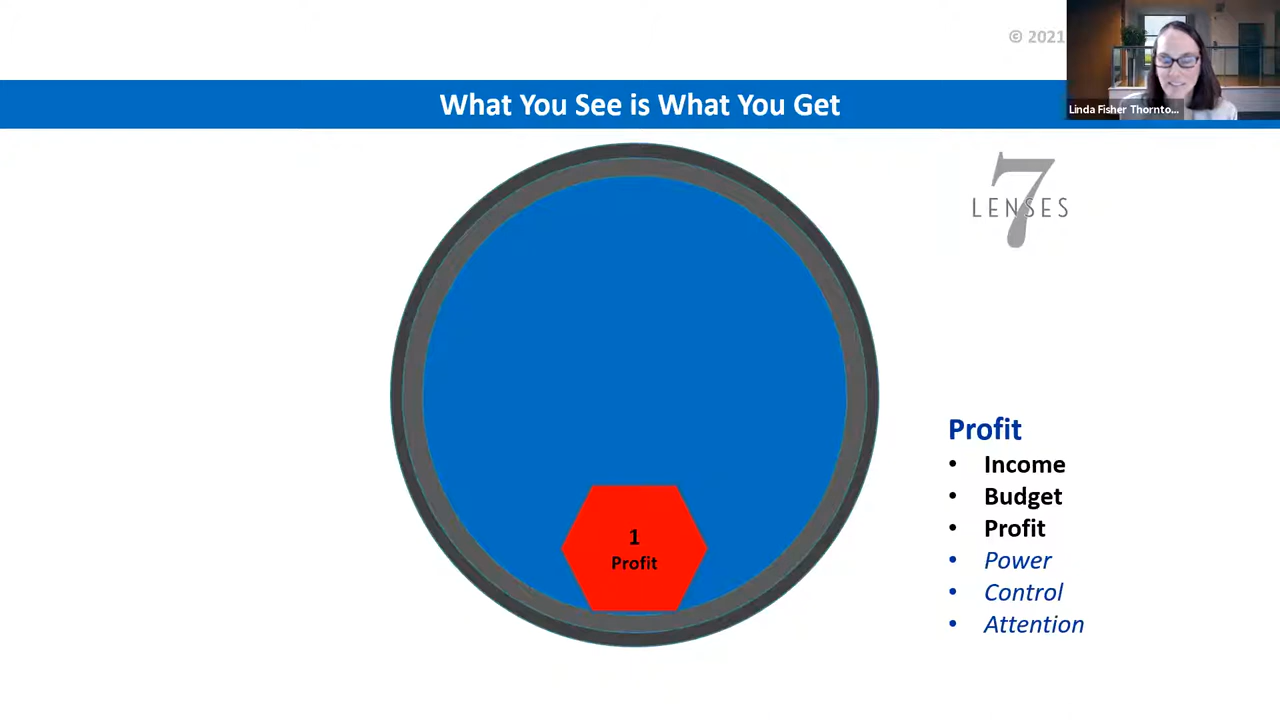 © 2021
What You See is What You Get
Linda Fisher Thornto...
7
LENSES
1
Profit
Profit
• Income
• Budget
• Profit
• Power
• Control
• Attention